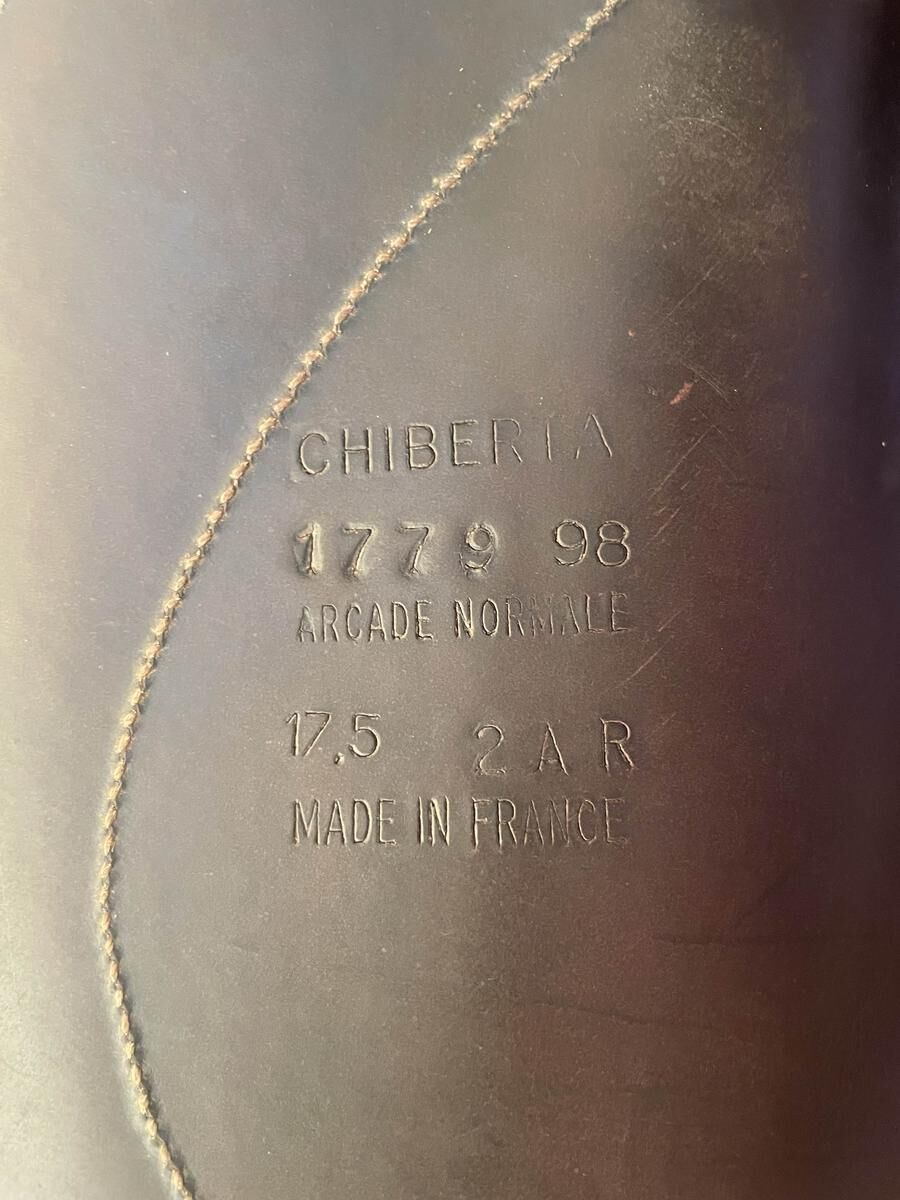 CHIBERTA
1779 98
ARCADE NORMALE
17,5 2 A R
MADE IN FRANCE